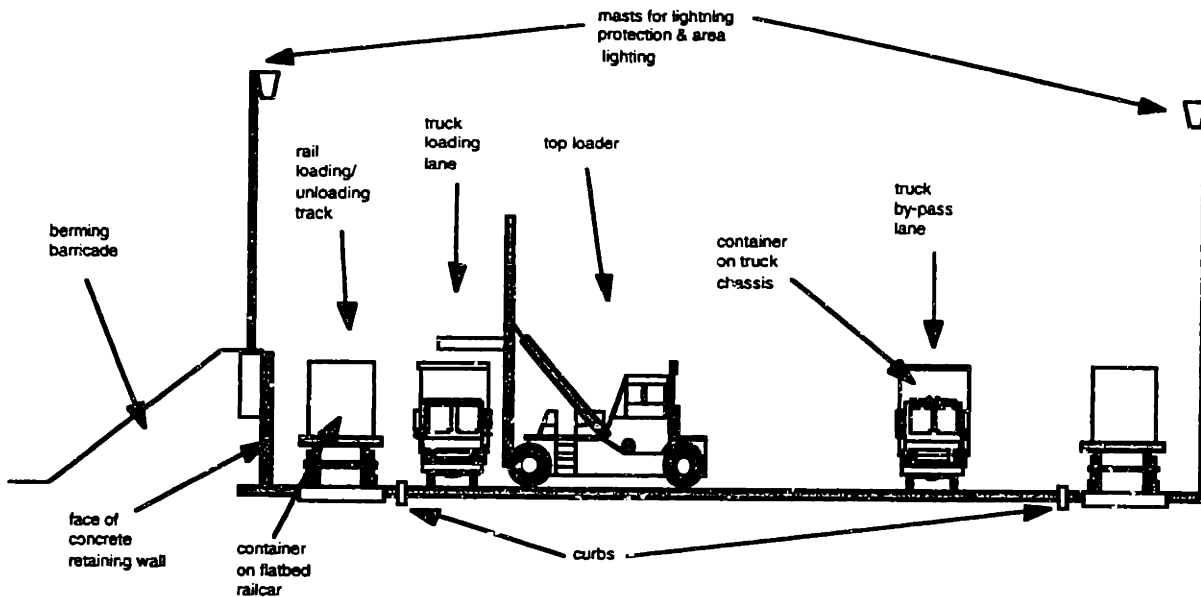 masts for lightning
protection & area
lighting
truck
loading
lane
top loader
rail
loading/
unloading
track
truck
by-pass
lane
berming
barricade
container
on truck
chassis
face of
concrete
retaining wall
container
on flatbed
railcar
curbs